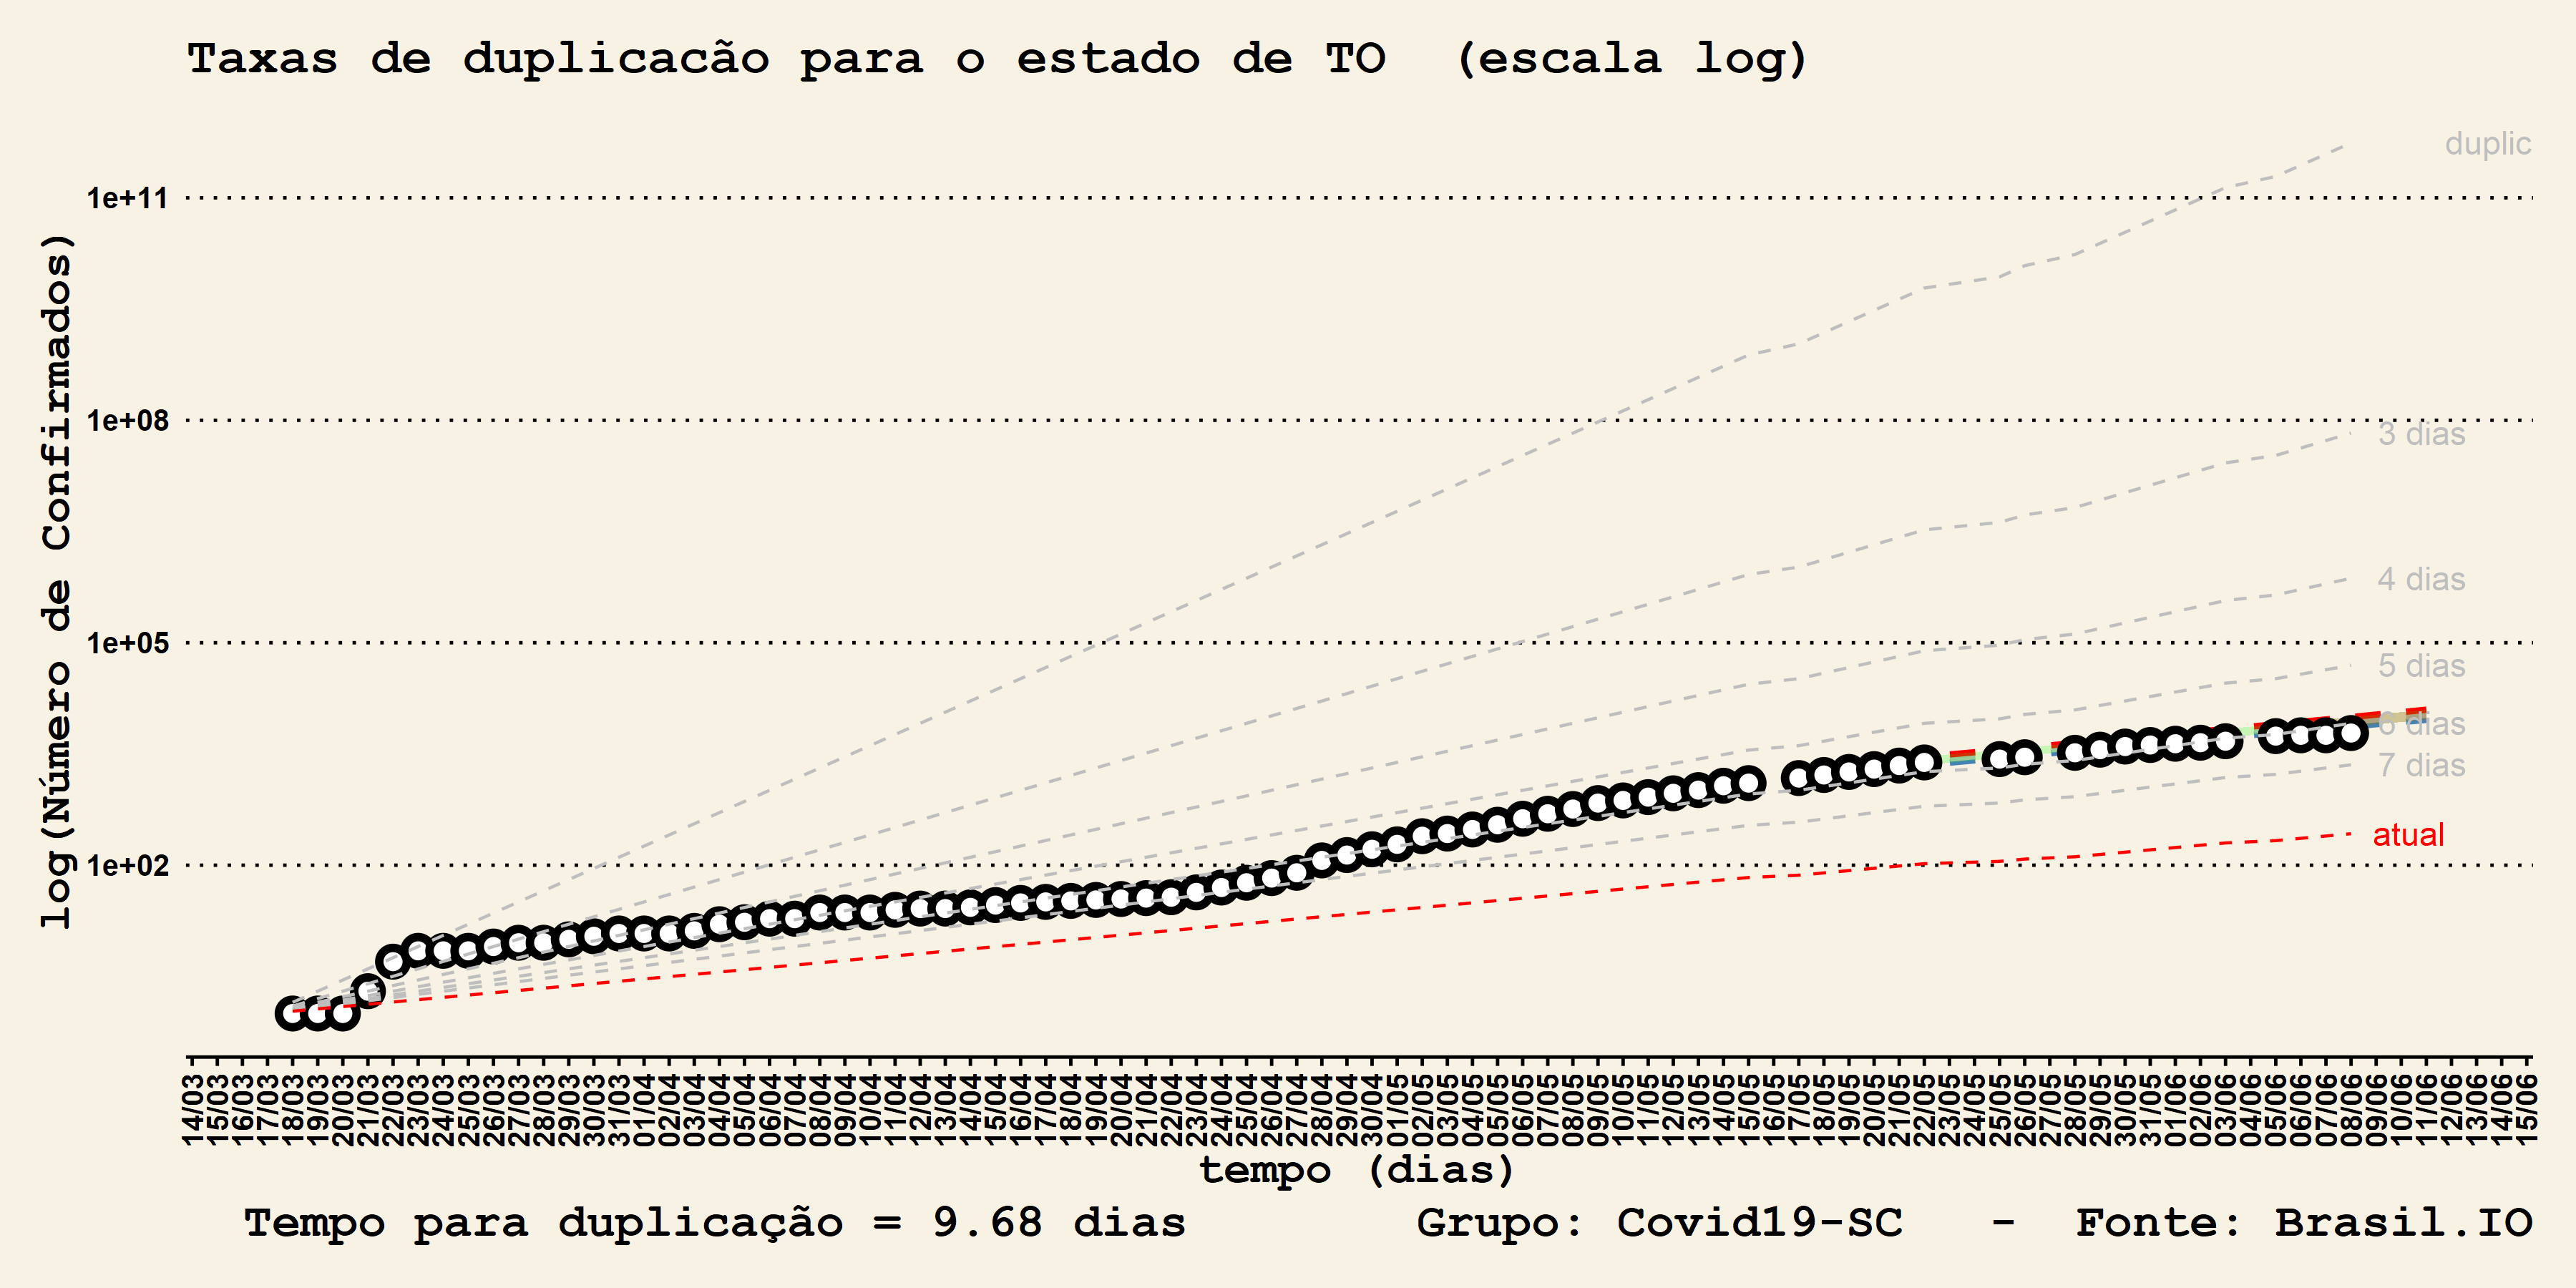 Taxas de duplicacão para o estado de TO (escala log)
duplic
1e+11
1e+08
1e+05
1e+02
3 dias
4 dias
5 dias
6 dias
7 dias
atual
log(Número de Confirmados)
14/03 15/03 16/03 17/03 18/03 19/03 20/03 21/03 22/03 23/03 24/03 25/03 26/03 27/03 28/03 29/03 30/03 31/03 01/04 02/04 03/04 04/04 05/04 06/04 07/04 08/04 09/04 10/04 11/04 12/04 13/04 14/04 15/04 16/04 17/04 18/04 19/04 20/04 21/04 22/04 23/04 24/04 25/04 26/04 27/04 28/04 29/04 30/04 01/05 02/05 03/05 04/05 05/05 06/05 07/05 08/05 09/05 10/05 11/05 12/05 13/05 14/05 15/05 16/05 17/05 18/05 19/05 20/05 21/05 22/05 23/05 24/05 25/05 26/05 27/05 28/05 29/05 30/05 31/05 01/06 02/06 03/06 04/06 05/06 06/06 07/06 08/06 09/06 10/06 11/06 12/06 13/06 14/06 15/06
tempo (dias)
Tempo para duplicação = 9.68 dias Grupo: Covid19-SC - Fonte: Brasil.IO